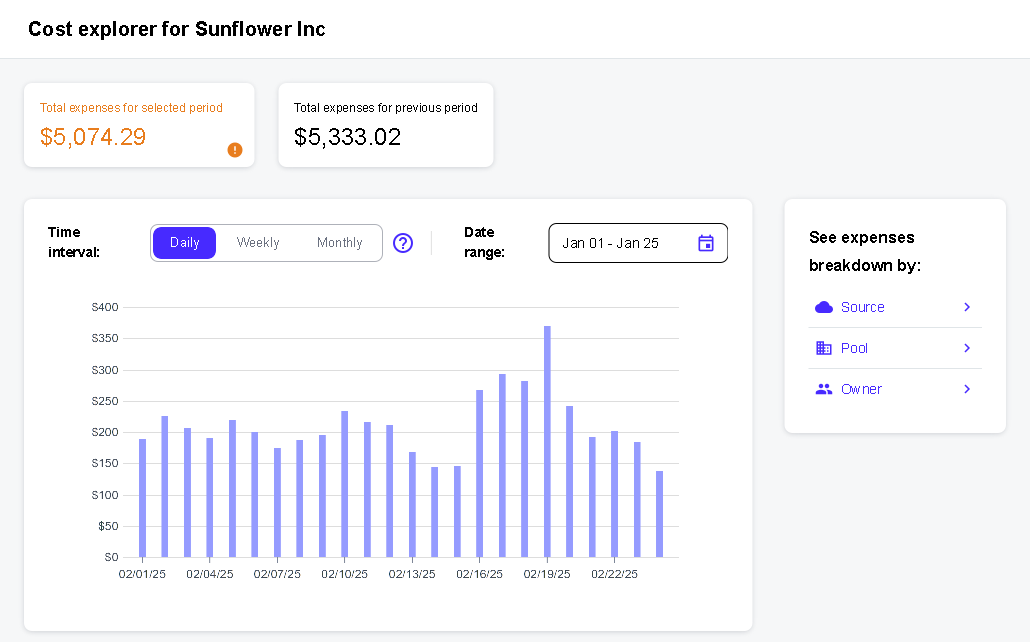 Cost explorer for Sunflower Inc
Total expenses for selected period
$5,074.29
Total expenses for previous period
$5,333.02
Time
interval:
Daily
Weekly
Monthly
Date
range:
Jan 01 - Jan 25
$400
$350
$300
$250
$200
$150
$100
$50
$0
02/01/25
02/04/25
02/07/25
02/10/25
02/13/25
02/16/25
02/19/25
02/22/25
See expenses
breakdown by:
Source
Pool
Owner